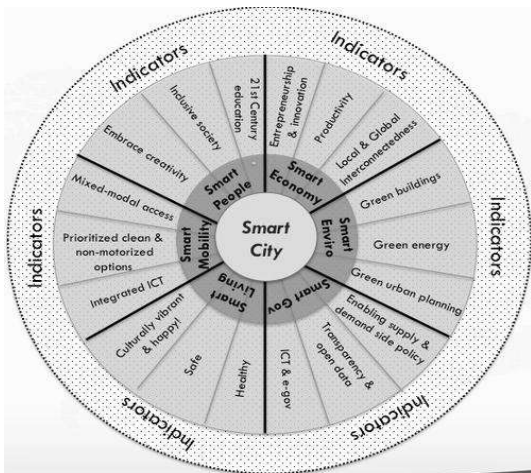 Smart
City
Smart
People
Smart
Economy
Smart
Enviro
Smart Gov
Smart
Living
Smart
Mobility
21st Century
education
Inclusive society
Embrace creativity
Entrepreneurship
& innovation
Productivity
Local & Global
Interconnectedness
Green buildings
Green energy
Green urban planning
Enabling supply &
demand side policy
Transparency &
open data
ICT & e-gov
Healthy
Safe
Culturally vibrant
& happy!
Integrated ICT
Prioritized clean &
non-motorized
options
Mixed-modal access
Indicators
Indicators
Indicators
Indicators
Indicators
Indicators